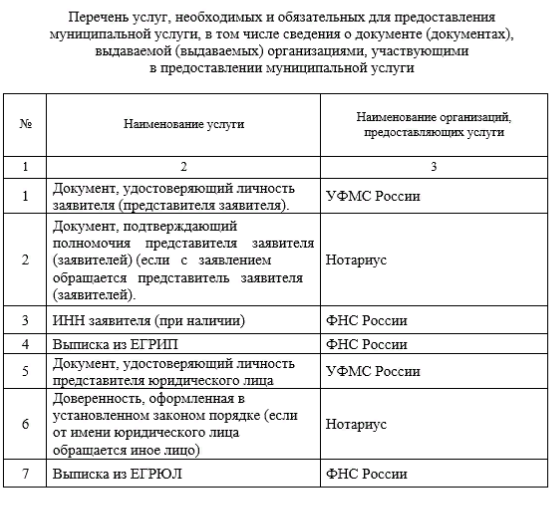 Перечень услуг, необходимых и обязательных для предоставления
муниципальной услуги, в том числе сведения о документе (документах),
выдаваемой (выдаваемых) организациями, участвующими
в предоставлении муниципальной услуги
№
Наименование услуги
Наименование организаций,
предоставляющих услуги
1
2
3
1
Документ, удостоверяющий личность
заявителя (представителя заявителя).
УФМС России
2
Документ, подтверждающий
полномочия представителя заявителя
(заявителей) (если с заявлением
обращается представитель заявителя
(заявителей).
Нотариус
3
ИНН заявителя (при наличии)
ФНС России
4
Выписка из ЕГРИП
ФНС России
5
Документ, удостоверяющий личность
представителя юридического лица
УФМС России
6
Доверенность, оформленная в
установленном законом порядке (если
от имени юридического лица
обращается иное лицо)
Нотариус
7
Выписка из ЕГРЮЛ
ФНС России